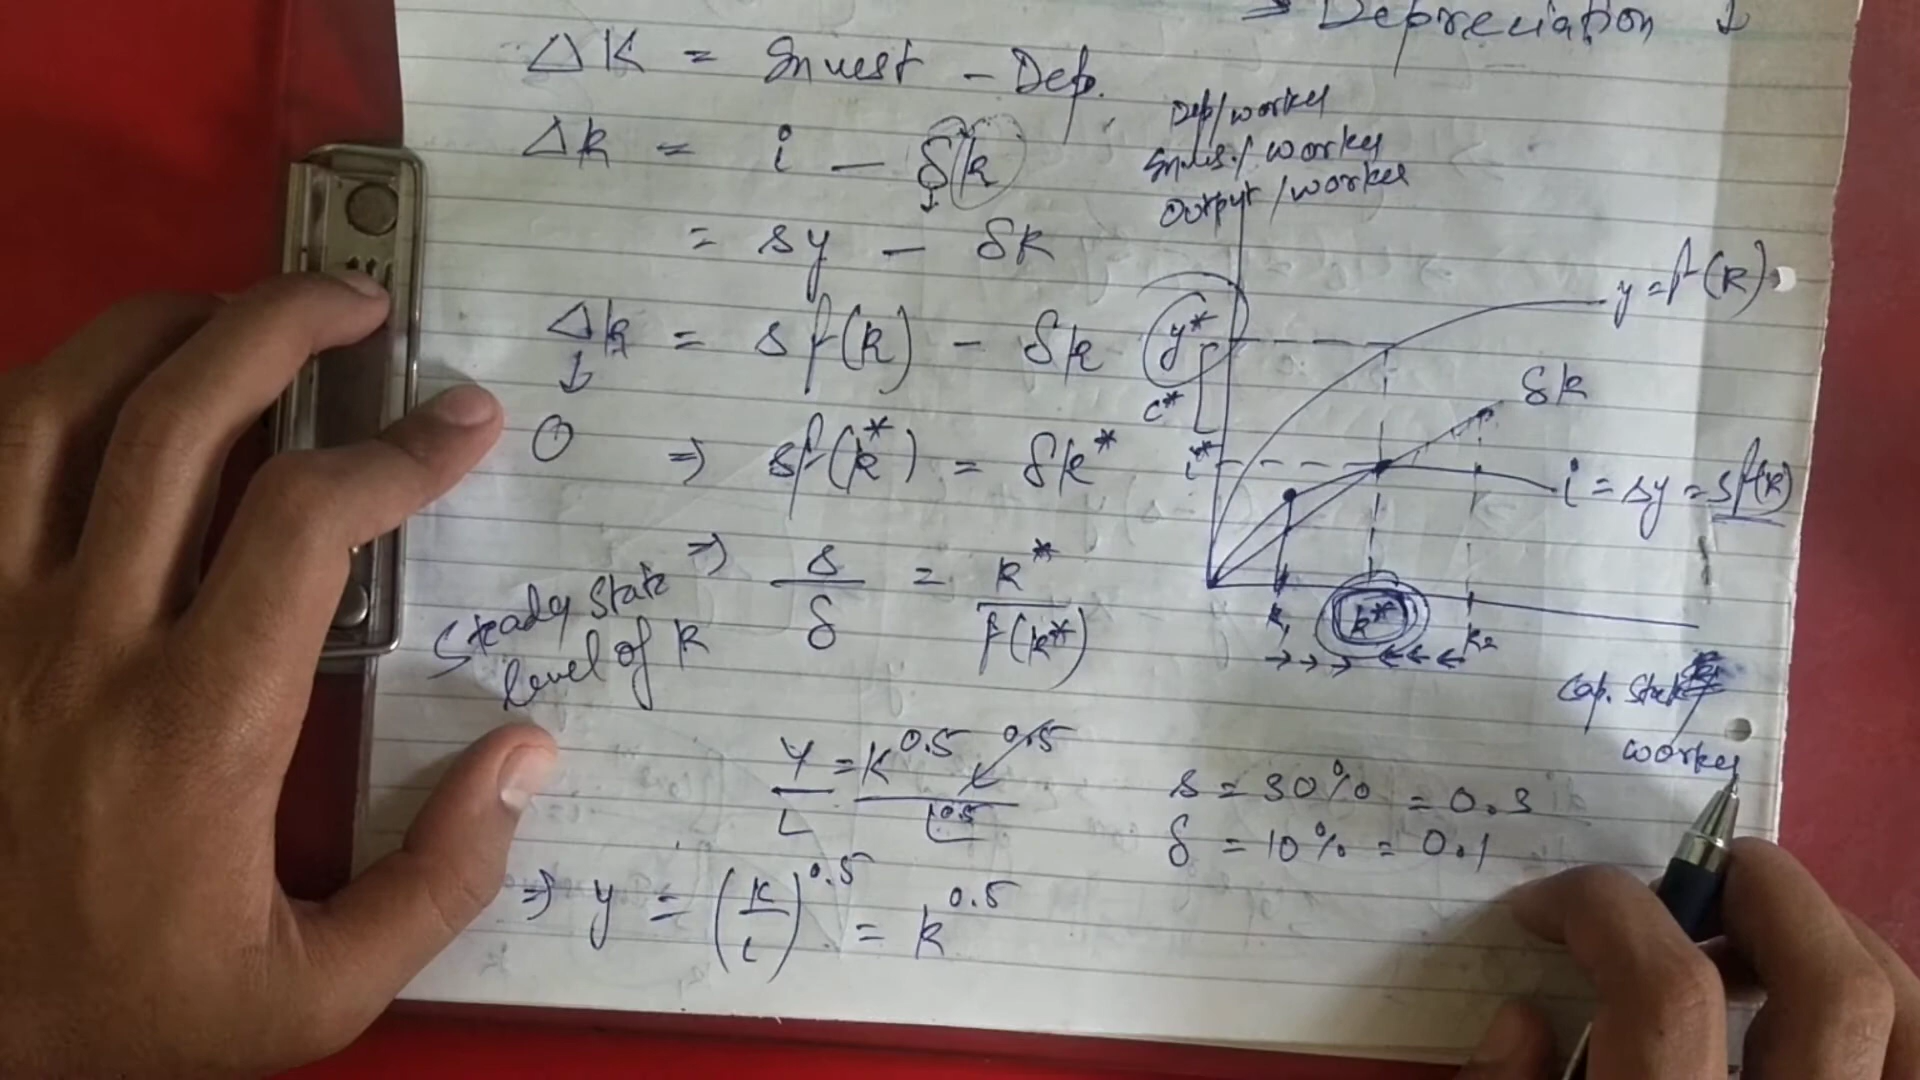 → Depreciation ↓
ΔK = Invest - Dep.
Δk = i - δk
= sy - δk
Δk = sf(k) - δk
↓
0 ⇒ sf(k*) = δk*
⇒ s/δ = k*/f(k*)
Steady State
level of k
Y/L = K^0.5 L^0.5 / L^0.5
⇒ y = (K/L)^0.5 = k^0.5
Dep/worker
Inves./worker
Output/worker
y = f(k)
y*
c*
δk
i*
i = sy = sf(k)
k1 k* k2
→→→ ←←←
Cap. Stock/
worker
s = 30% = 0.3
δ = 10% = 0.1